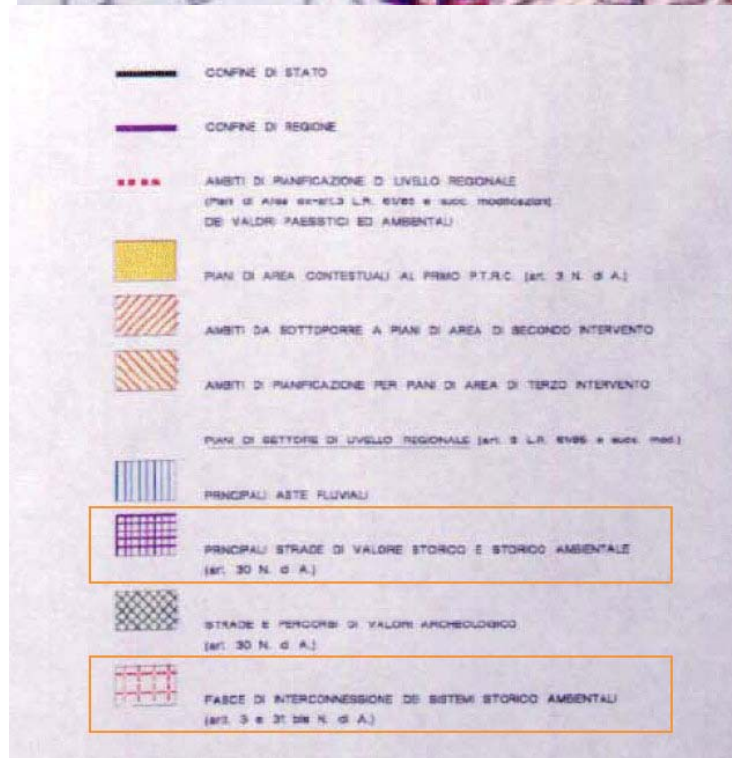 CONFINE DI STATO
CONFINE DI REGIONE
AMBITI DI PIANIFICAZIONE DI LIVELLO REGIONALE
(Piani di Area ex-art.3 L.R. 61/85 e succ. modificazioni)
DEI VALORI PAESISTICI ED AMBIENTALI
PIANI DI AREA CONTESTUALI AL PRIMO P.T.R.C. (art. 3 N. di A.)
AMBITI DA SOTTOPORRE A PIANI DI AREA DI SECONDO INTERVENTO
AMBITI DI PIANIFICAZIONE PER PIANI DI AREA DI TERZO INTERVENTO
PIANI DI SETTORE DI LIVELLO REGIONALE (art. 3 L.R. 61/85 e succ. mod.)
PRINCIPALI ASTE FLUVIALI
PRINCIPALI STRADE DI VALORE STORICO E STORICO AMBIENTALE
(art. 30 N. di A.)
STRADE E PERCORSI DI VALORI ARCHEOLOGICO
(art. 30 N. di A.)
FASCE DI INTERCONNESSIONE DEI SISTEMI STORICO AMBIENTALI
(artt. 3 e 31 bis N. di A.)